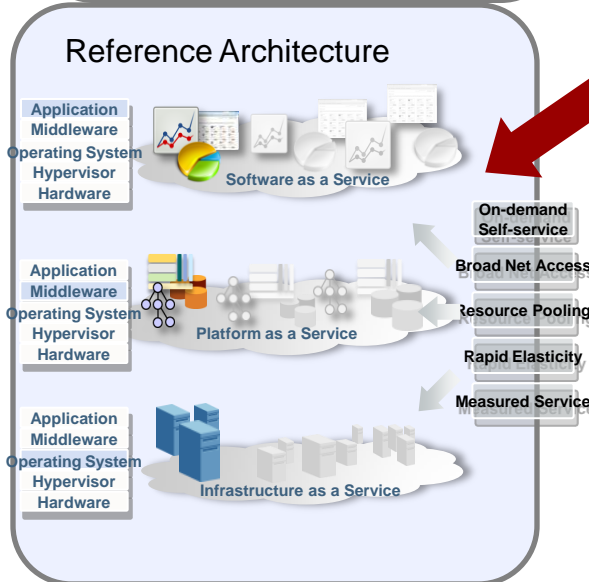 Reference Architecture
Application
Middleware
Operating System
Hypervisor
Hardware
Software as a Service
On-demand
Self-service
Broad Net Access
Resource Pooling
Rapid Elasticity
Measured Service
Application
Middleware
Operating System
Hypervisor
Hardware
Platform as a Service
Application
Middleware
Operating System
Hypervisor
Hardware
Infrastructure as a Service